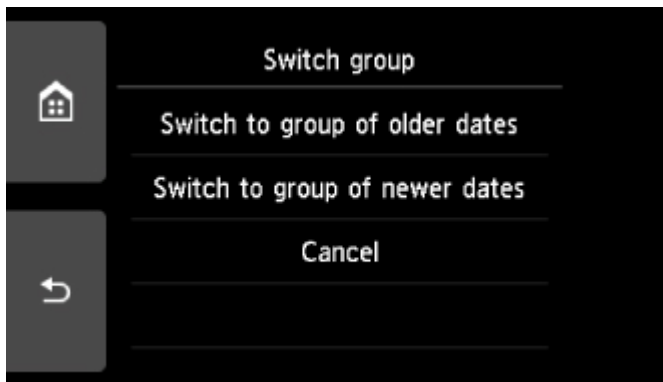 Switch group
Switch to group of older dates
Switch to group of newer dates
Cancel